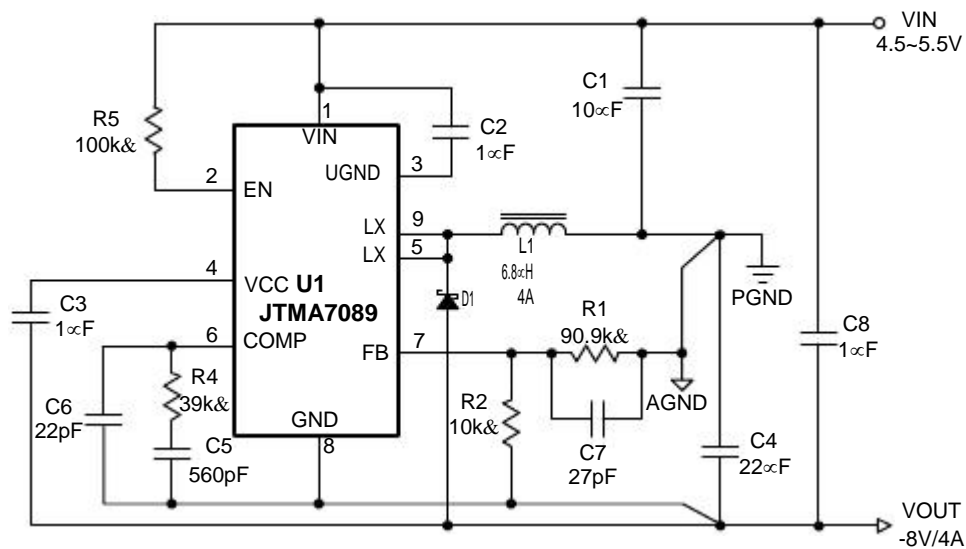 VIN
4.5~5.5V
C1
10∝F
R5
100k&
1
VIN
C2
1∝F
3
UGND
2
EN
LX
9
LX
5
L1
6.8∝H
4A
PGND
4
VCC U1
JTMA7089
C3
1∝F
D1
R1
90.9k&
C8
1∝F
6
COMP
FB
7
AGND
R4
39k&
C6
22pF
R2
10k&
GND
8
C5
560pF
C7
27pF
C4
22∝F
VOUT
-8V/4A